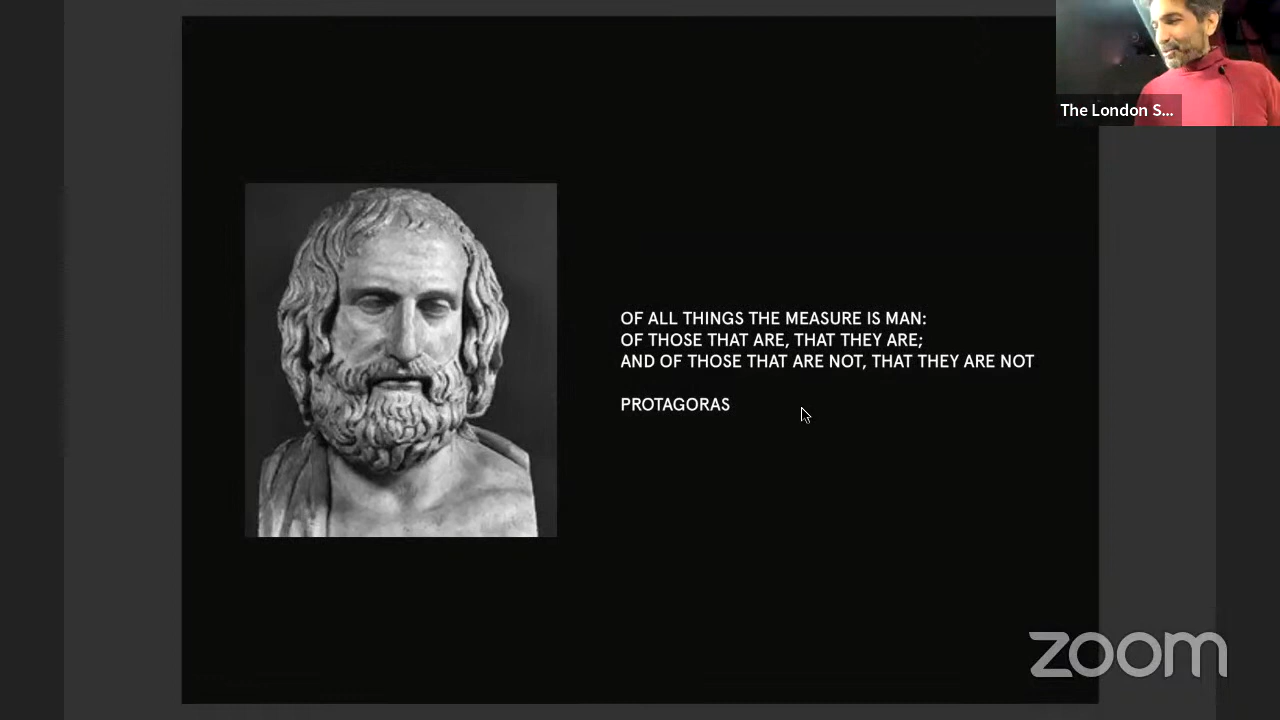 The London S...
OF ALL THINGS THE MEASURE IS MAN:
OF THOSE THAT ARE, THAT THEY ARE;
AND OF THOSE THAT ARE NOT, THAT THEY ARE NOT
PROTAGORAS
zoom